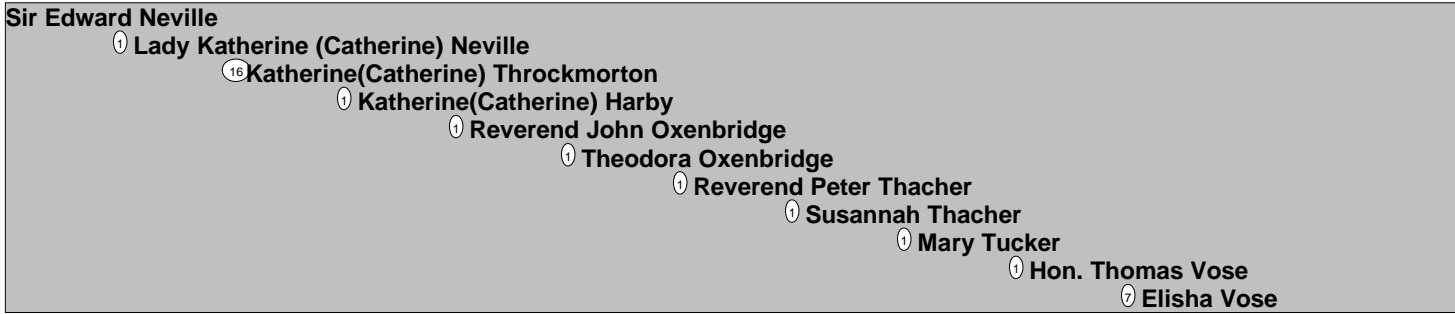 Sir Edward Neville
1 Lady Katherine (Catherine) Neville
16 Katherine(Catherine) Throckmorton
1 Katherine(Catherine) Harby
1 Reverend John Oxenbridge
1 Theodora Oxenbridge
1 Reverend Peter Thacher
1 Susannah Thacher
1 Mary Tucker
1 Hon. Thomas Vose
7 Elisha Vose